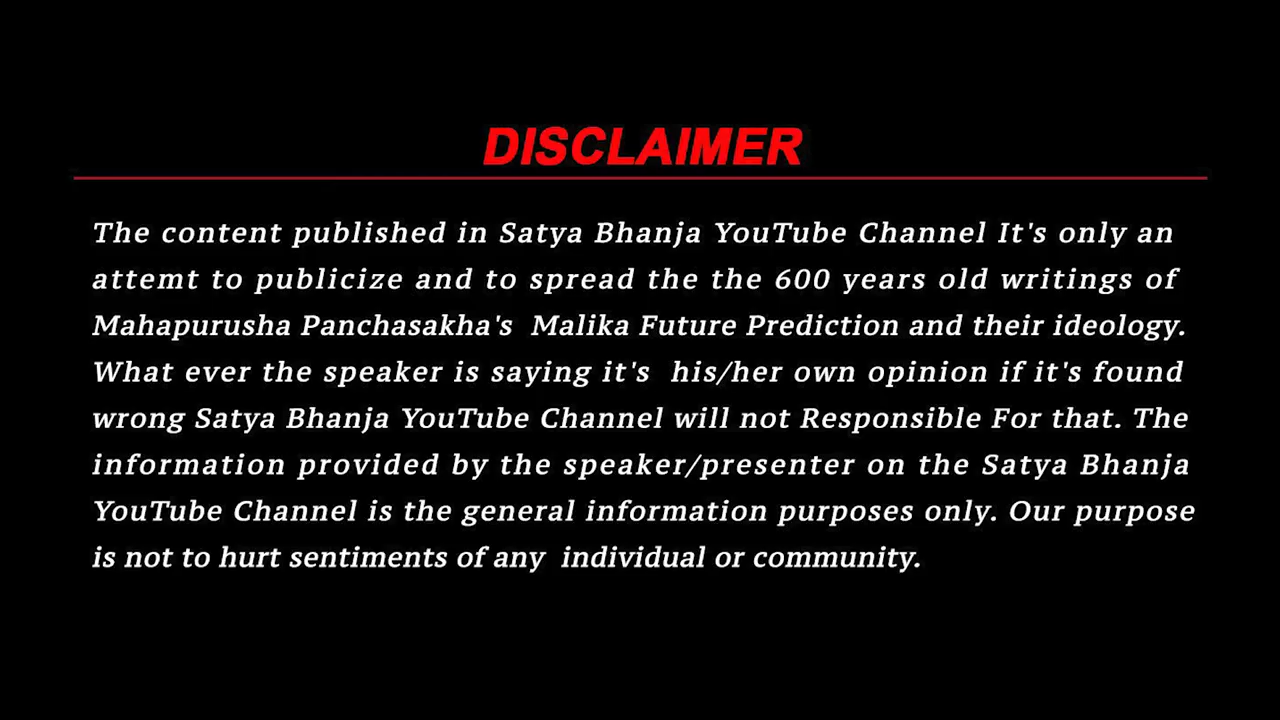 DISCLAIMER
The content published in Satya Bhanja YouTube Channel It's only an
attemt to publicize and to spread the the 600 years old writings of
Mahapurusha Panchasakha's Malika Future Prediction and their ideology.
What ever the speaker is saying it's his/her own opinion if it's found
wrong Satya Bhanja YouTube Channel will not Responsible For that. The
information provided by the speaker/presenter on the Satya Bhanja
YouTube Channel is the general information purposes only. Our purpose
is not to hurt sentiments of any individual or community.